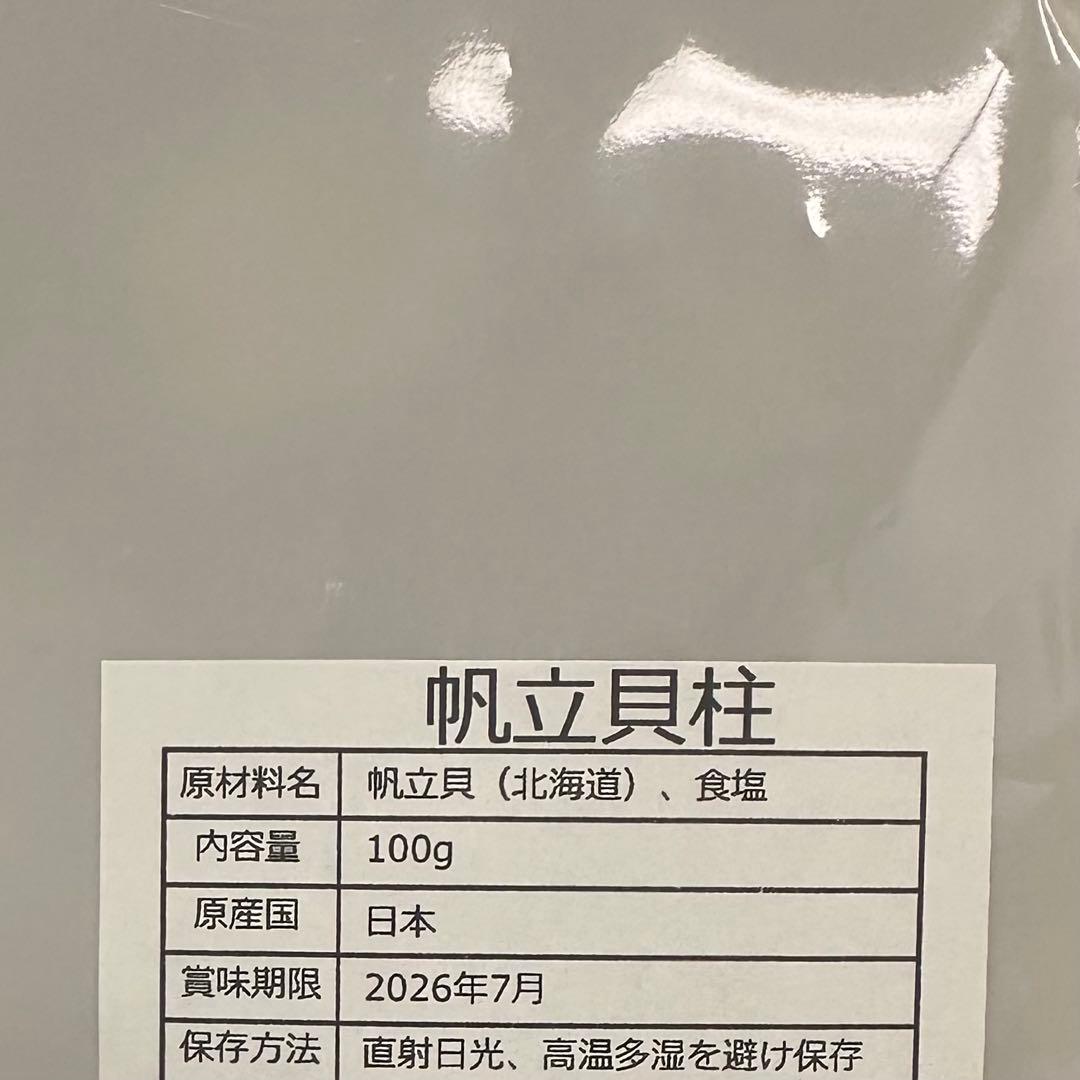 帆立貝柱
原材料名 帆立貝（北海道）、食塩
内容量 100g
原産国 日本
賞味期限 2026年7月
保存方法 直射日光、高温多湿を避け保存